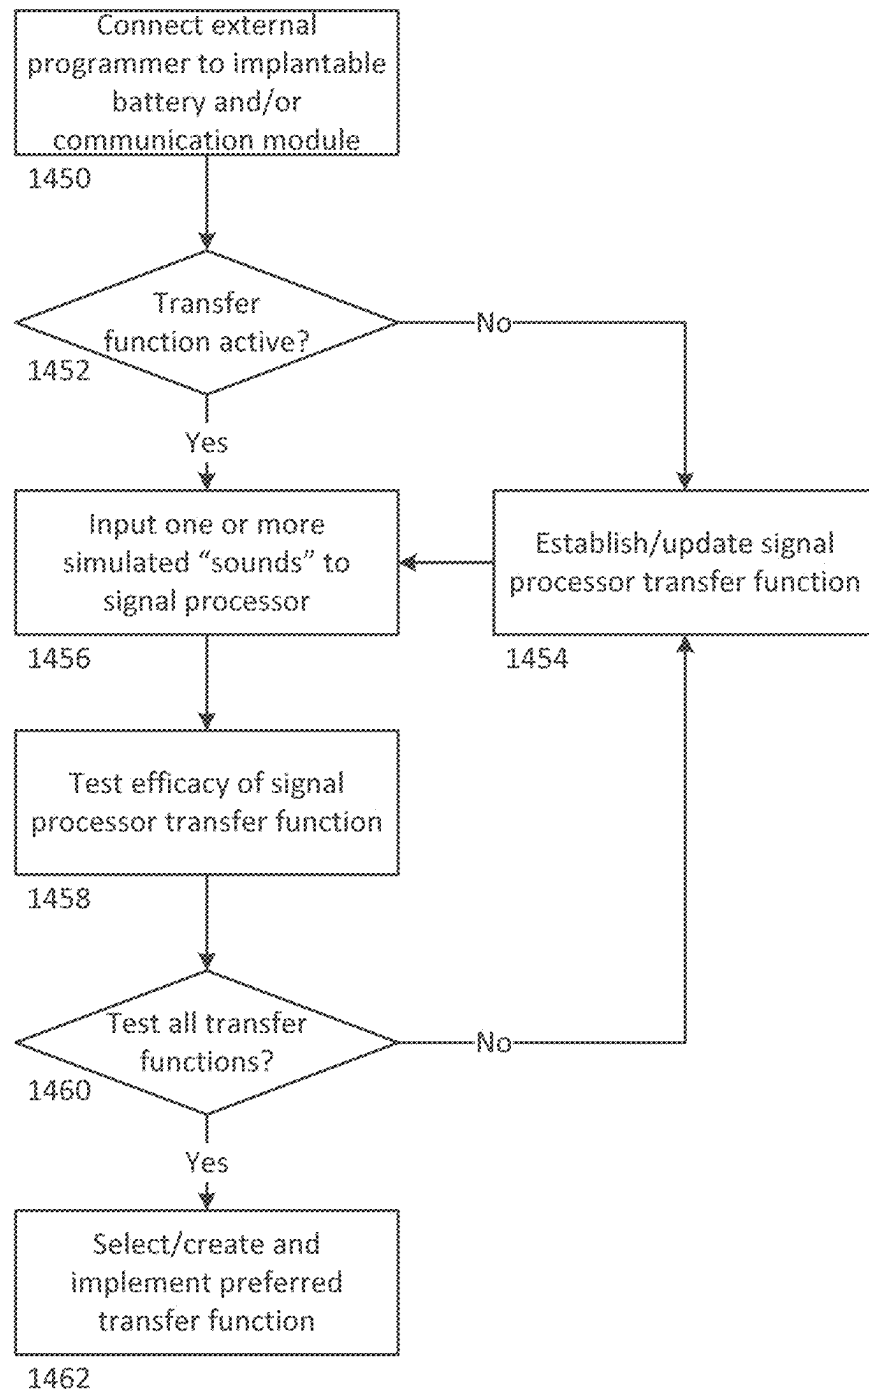 Connect external
programmer to implantable
battery and/or
communication module
1450
Transfer
function active?
1452
No
Yes
Input one or more
simulated “sounds” to
signal processor
1456
Establish/update signal
processor transfer function
1454
Test efficacy of signal
processor transfer function
1458
Test all transfer
functions?
1460
No
Yes
Select/create and
implement preferred
transfer function
1462